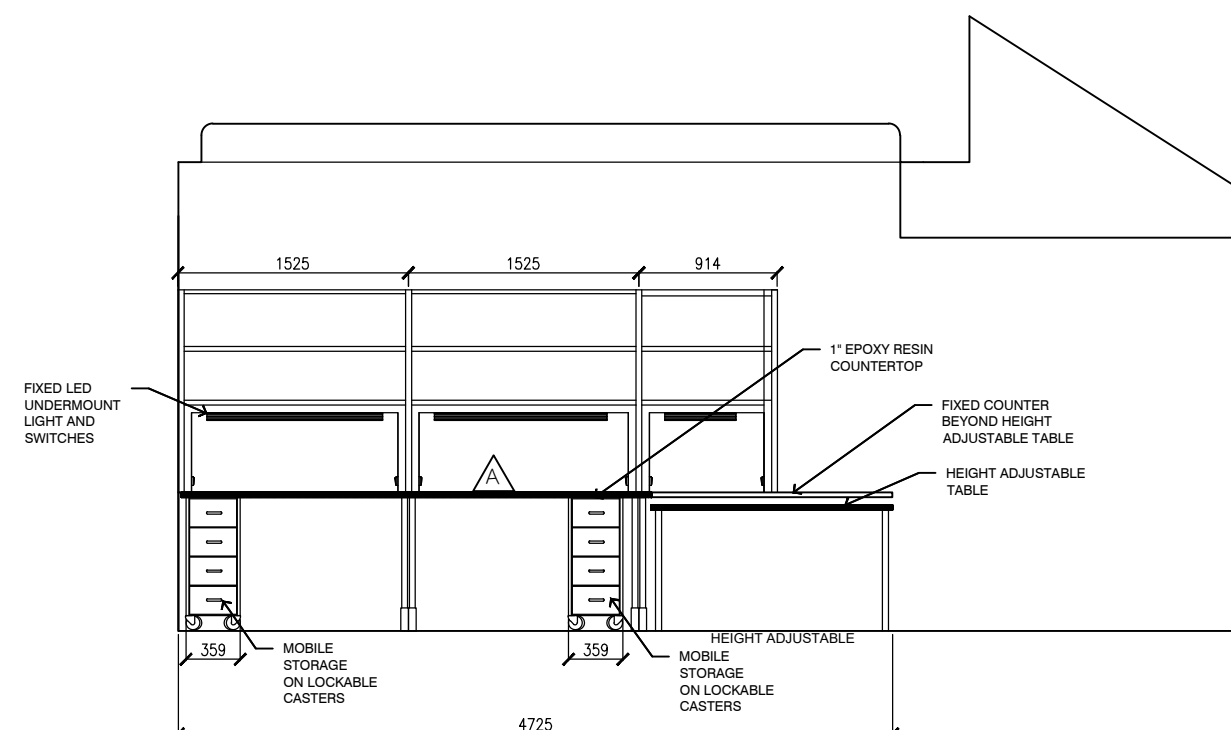 1525
1525
914
1" EPOXY RESIN
COUNTERTOP
FIXED LED
UNDERMOUNT
LIGHT AND
SWITCHES
FIXED COUNTER
BEYOND HEIGHT
ADJUSTABLE TABLE
A
HEIGHT ADJUSTABLE
TABLE
HEIGHT ADJUSTABLE
359
MOBILE
STORAGE
ON LOCKABLE
CASTERS
359
MOBILE
STORAGE
ON LOCKABLE
CASTERS
4725